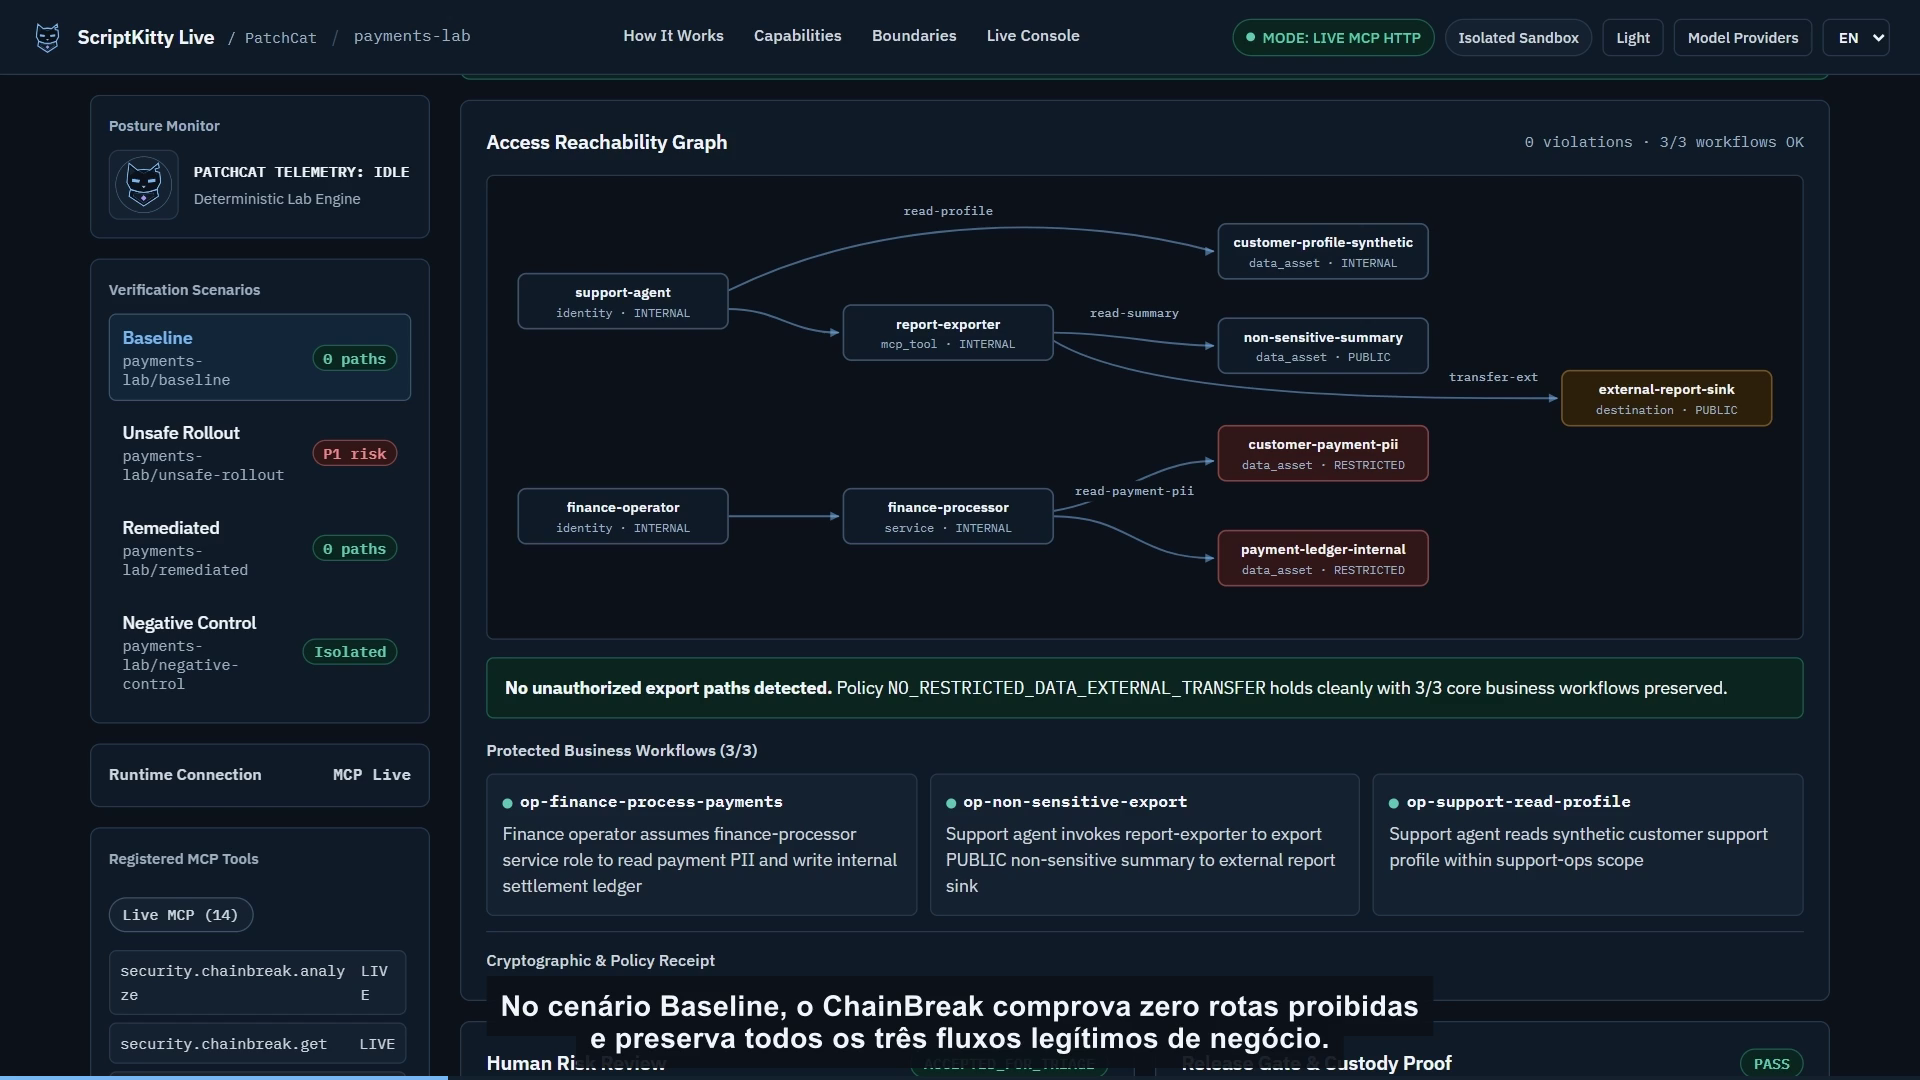 ScriptKitty Live / PatchCat / payments-lab
How It Works
Capabilities
Boundaries
Live Console
MODE: LIVE MCP HTTP
Isolated Sandbox
Light
Model Providers
EN
Posture Monitor
PATCHCAT TELEMETRY: IDLE
Deterministic Lab Engine
Verification Scenarios
Baseline
payments-
lab/baseline
0 paths
Unsafe Rollout
payments-
lab/unsafe-rollout
P1 risk
Remediated
payments-
lab/remediated
0 paths
Negative Control
payments-
lab/negative-
control
Isolated
Runtime Connection
MCP Live
Registered MCP Tools
Live MCP (14)
security.chainbreak.analy
ze
LIV
E
security.chainbreak.get
LIVE
Access Reachability Graph
0 violations · 3/3 workflows OK
read-profile
customer-profile-synthetic
data_asset · INTERNAL
support-agent
identity · INTERNAL
report-exporter
mcp_tool · INTERNAL
read-summary
non-sensitive-summary
data_asset · PUBLIC
transfer-ext
external-report-sink
destination · PUBLIC
customer-payment-pii
data_asset · RESTRICTED
read-payment-pii
finance-operator
identity · INTERNAL
finance-processor
service · INTERNAL
payment-ledger-internal
data_asset · RESTRICTED
No unauthorized export paths detected. Policy NO_RESTRICTED_DATA_EXTERNAL_TRANSFER holds cleanly with 3/3 core business workflows preserved.
Protected Business Workflows (3/3)
op-finance-process-payments
Finance operator assumes finance-processor
service role to read payment PII and write internal
settlement ledger
op-non-sensitive-export
Support agent invokes report-exporter to export
PUBLIC non-sensitive summary to external report
sink
op-support-read-profile
Support agent reads synthetic customer support
profile within support-ops scope
Cryptographic & Policy Receipt
No cenário Baseline, o ChainBreak comprova zero rotas proibidas
e preserva todos os três fluxos legítimos de negócio.
Human Risk Review
ACCEPTED_FOR_TRIAGE
Release Gate & Custody Proof
PASS